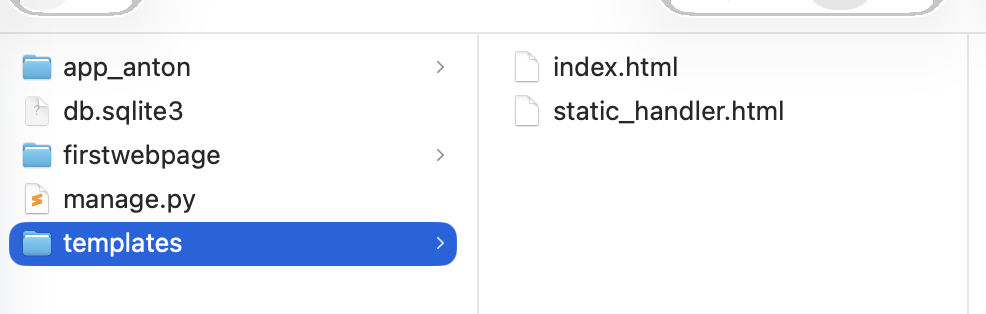 app_anton
db.sqlite3
firstwebpage
manage.py
templates
index.html
static_handler.html